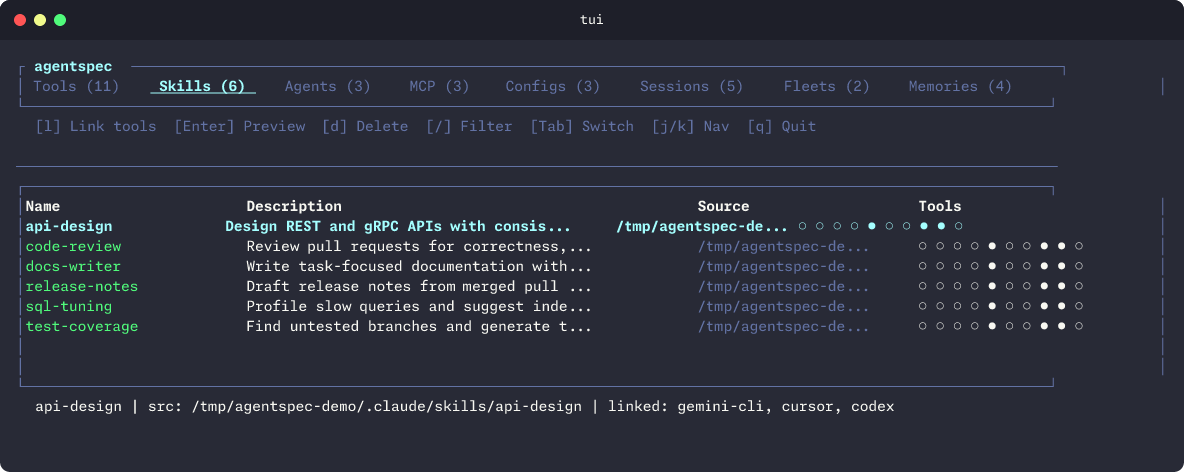 tui
agentspec
Tools (11) Skills (6) Agents (3) MCP (3) Configs (3) Sessions (5) Fleets (2) Memories (4)
[l] Link tools [Enter] Preview [d] Delete [/] Filter [Tab] Switch [j/k] Nav [q] Quit
Name Description Source Tools
api-design Design REST and gRPC APIs with consis... /tmp/agentspec-de... ○ ○ ○ ○ ● ○ ○ ● ● ○
code-review Review pull requests for correctness,... /tmp/agentspec-de... ○ ○ ○ ○ ● ○ ○ ● ● ○
docs-writer Write task-focused documentation with... /tmp/agentspec-de... ○ ○ ○ ○ ● ○ ○ ● ● ○
release-notes Draft release notes from merged pull ... /tmp/agentspec-de... ○ ○ ○ ○ ● ○ ○ ● ● ○
sql-tuning Profile slow queries and suggest inde... /tmp/agentspec-de... ○ ○ ○ ○ ● ○ ○ ● ● ○
test-coverage Find untested branches and generate t... /tmp/agentspec-de... ○ ○ ○ ○ ● ○ ○ ● ● ○
api-design | src: /tmp/agentspec-demo/.claude/skills/api-design | linked: gemini-cli, cursor, codex